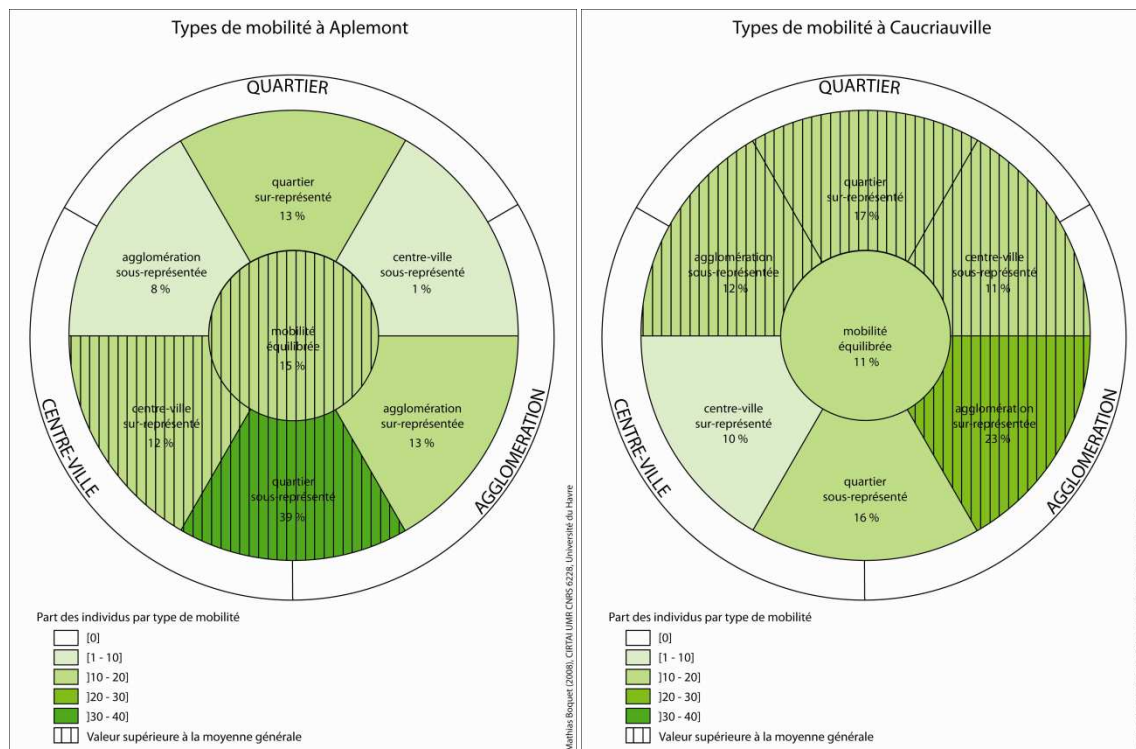 Types de mobilité à Aplemont
QUARTIER
quartier
sur-représenté
13 %
agglomération
sous-représentée
8 %
centre-ville
sous-représenté
1 %
mobilité
équilibrée
15 %
centre-ville
sur-représenté
12 %
agglomération
sur-représentée
13 %
quartier
sous-représenté
39 %
CENTRE-VILLE
AGGLOMERATION
Part des individus par type de mobilité
[0]
[1 - 10]
]10 - 20]
]20 - 30]
]30 - 40]
Valeur supérieure à la moyenne générale
Mathias Boquet (2008), CIRTAI UMR CNRS 6228, Université du Havre
Types de mobilité à Caucriauville
QUARTIER
quartier
sur-représenté
17 %
agglomération
sous-représentée
12 %
centre-ville
sous-représenté
11 %
mobilité
équilibrée
11 %
centre-ville
sur-représenté
10 %
agglomération
sur-représentée
23 %
quartier
sous-représenté
16 %
CENTRE-VILLE
AGGLOMERATION
Part des individus par type de mobilité
[0]
[1 - 10]
]10 - 20]
]20 - 30]
]30 - 40]
Valeur supérieure à la moyenne générale